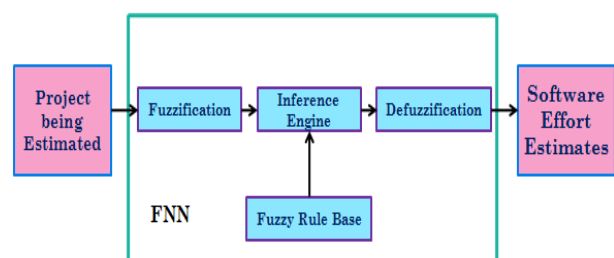 Project
being
Estimated
Fuzzification
Inference
Engine
Defuzzification
Software
Effort
Estimates
FNN
Fuzzy Rule Base